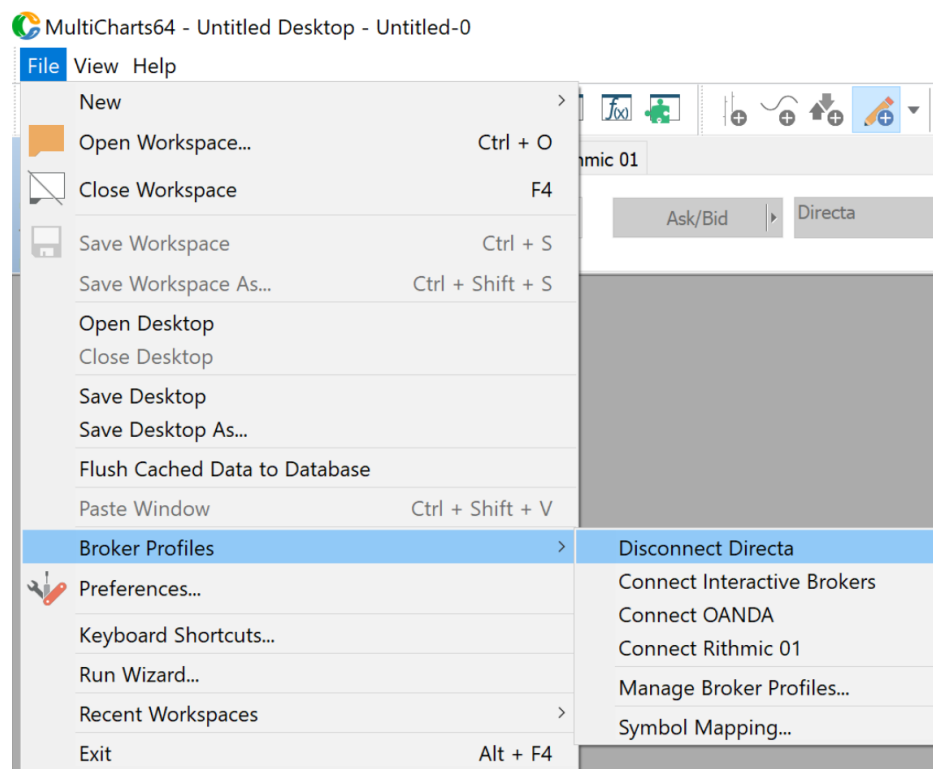 MultiCharts64 - Untitled Desktop - Untitled-0
File View Help
New
Open Workspace... Ctrl + O
Close Workspace F4
Save Workspace Ctrl + S
Save Workspace As... Ctrl + Shift + S
Open Desktop
Close Desktop
Save Desktop
Save Desktop As...
Flush Cached Data to Database
Paste Window Ctrl + Shift + V
Broker Profiles
Preferences...
Keyboard Shortcuts...
Run Wizard...
Recent Workspaces
Exit Alt + F4
f(x)
01
Ask/Bid Directa
Disconnect Directa
Connect Interactive Brokers
Connect OANDA
Connect Rithmic 01
Manage Broker Profiles...
Symbol Mapping...